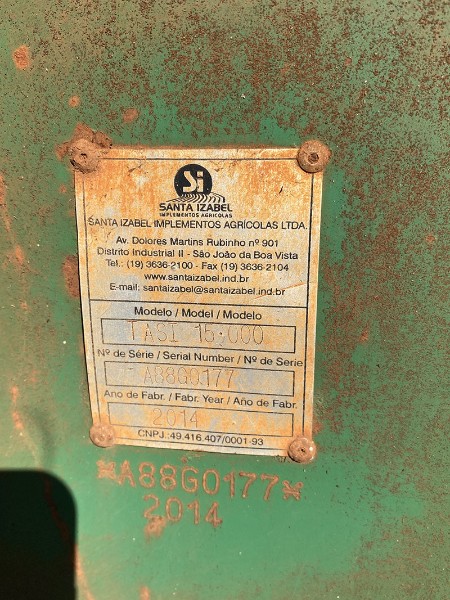 Si
SANTA IZABEL
IMPLEMENTOS AGRÍCOLAS
SANTA IZABEL IMPLEMENTOS AGRÍCOLAS LTDA.
Av. Dolores Martins Rubinho nº 901
Distrito Industrial II - São João da Boa Vista
Tel.: (19) 3636-2100 - Fax (19) 3636-2104
www.santaizabel.ind.br
E-mail: santaizabel@santaizabel.ind.br
Modelo / Model / Modelo
TASI 15.000
Nº de Série / Serial Number / Nº de Serie
A88G0177
Ano de Fabr. / Fabr. Year / Año de Fabr.
2014
CNPJ.:49.416.407/0001-93
*A88G0177*
2014